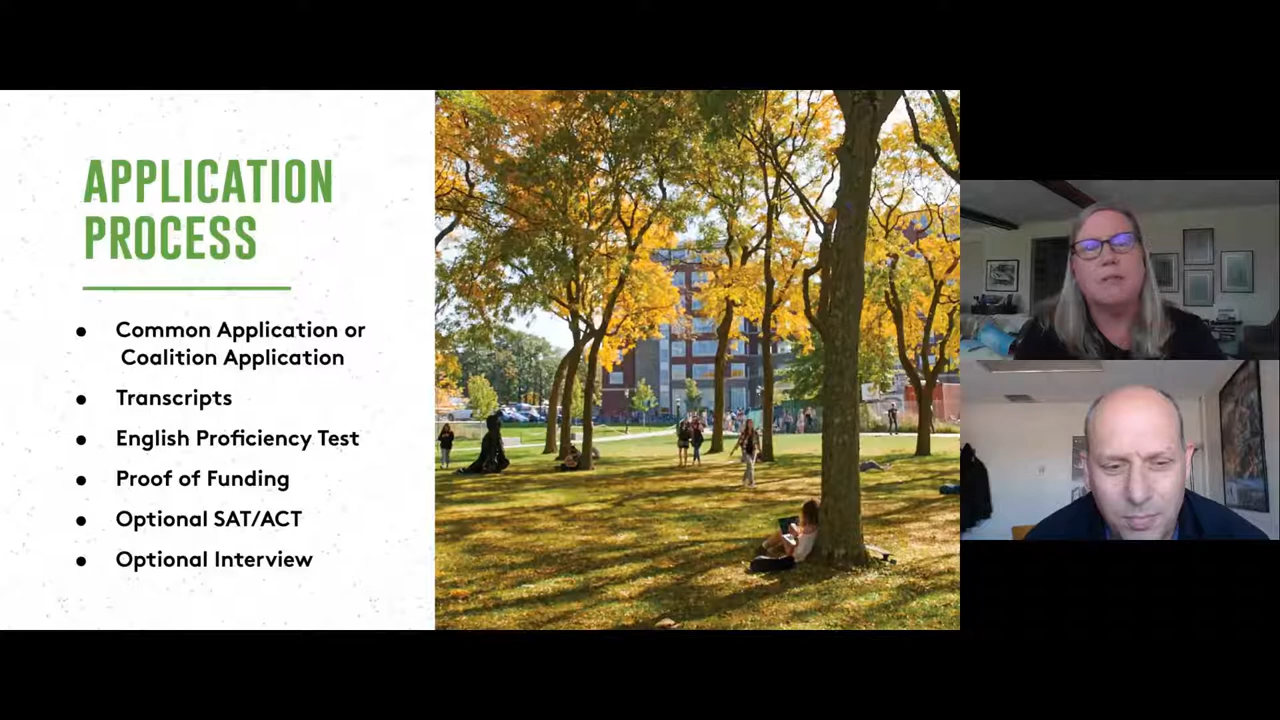 APPLICATION
PROCESS
● Common Application or
Coalition Application
● Transcripts
● English Proficiency Test
● Proof of Funding
● Optional SAT/ACT
● Optional Interview